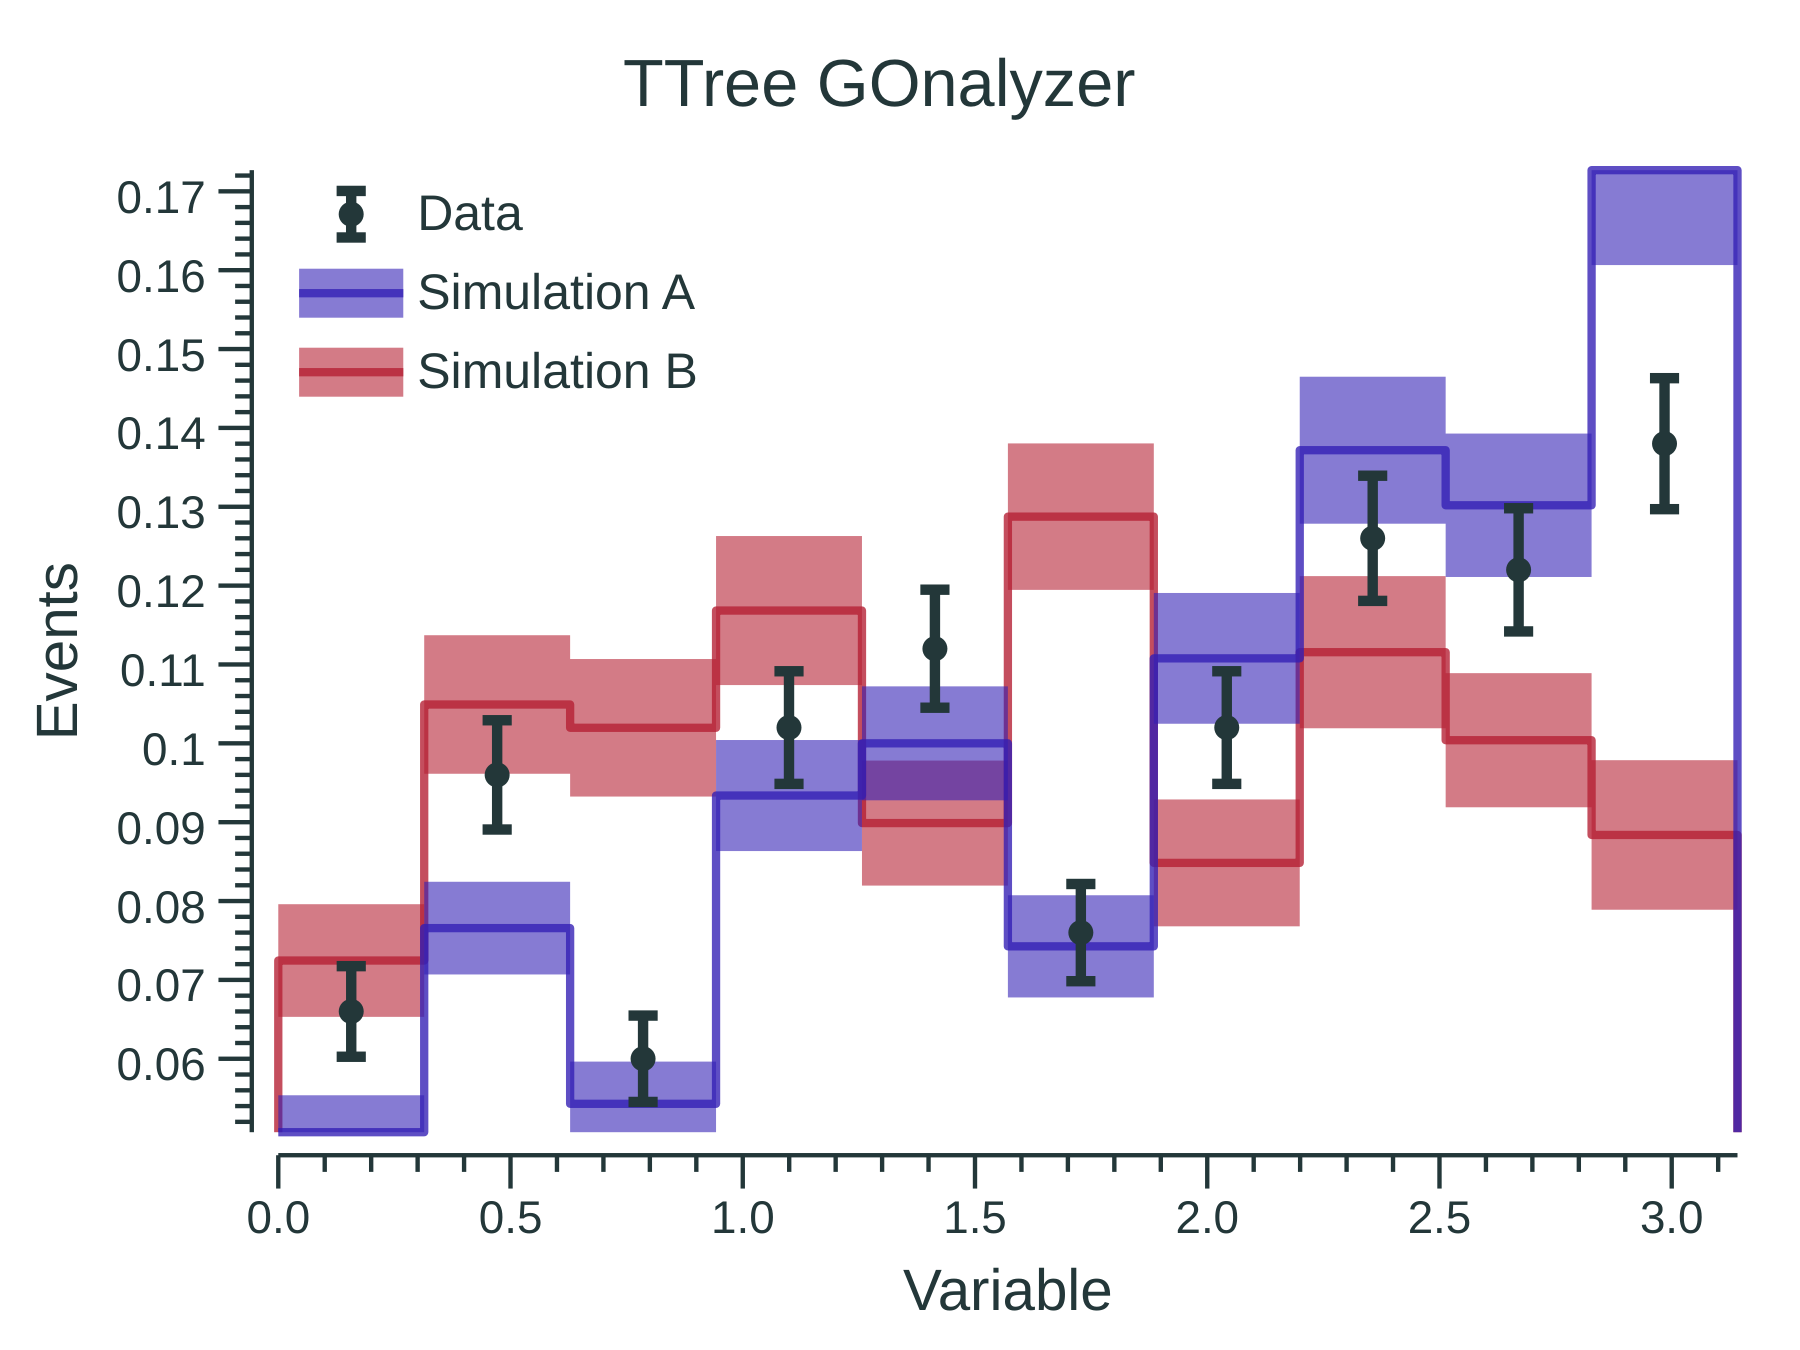 TTree GOnalyzer
Data
Simulation A
Simulation B
Events
0.17
0.16
0.15
0.14
0.13
0.12
0.11
0.1
0.09
0.08
0.07
0.06
0.0 0.5 1.0 1.5 2.0 2.5 3.0
Variable